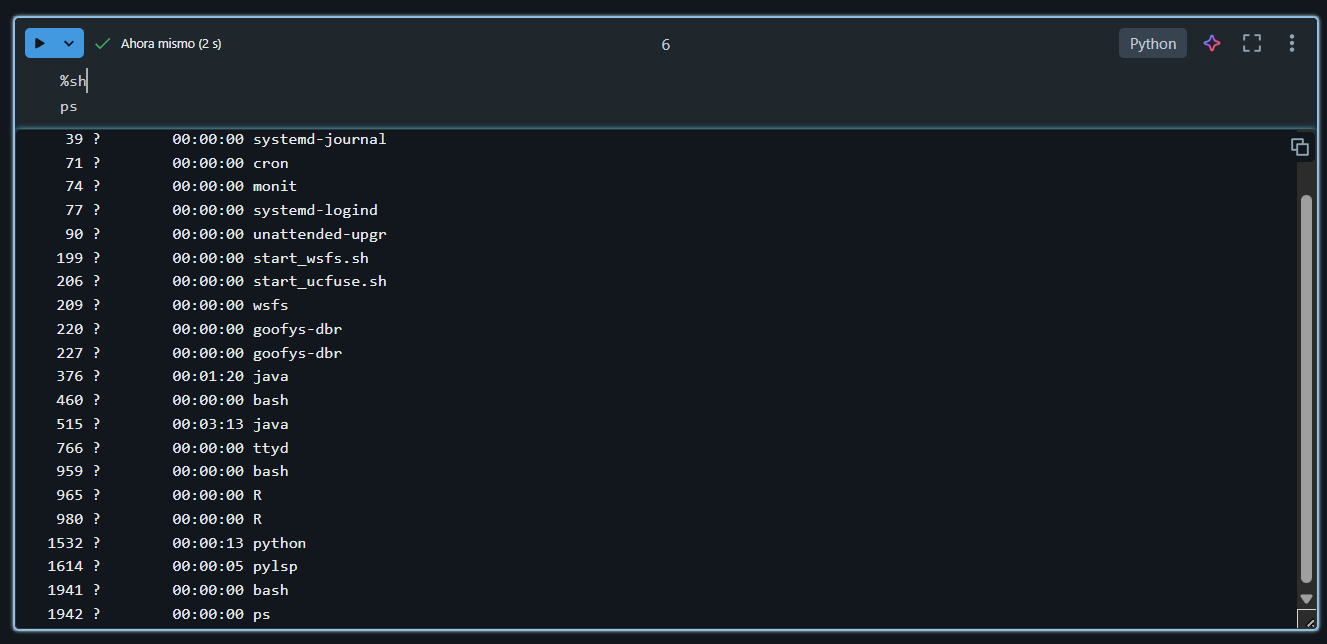 Ahora mismo (2 s)
6
Python
%sh
ps
39 ?        00:00:00 systemd-journal
71 ?        00:00:00 cron
74 ?        00:00:00 monit
77 ?        00:00:00 systemd-logind
90 ?        00:00:00 unattended-upgr
199 ?        00:00:00 start_wsfs.sh
206 ?        00:00:00 start_ucfuse.sh
209 ?        00:00:00 wsfs
220 ?        00:00:00 goofys-dbr
227 ?        00:00:00 goofys-dbr
376 ?        00:01:20 java
460 ?        00:00:00 bash
515 ?        00:03:13 java
766 ?        00:00:00 ttyd
959 ?        00:00:00 bash
965 ?        00:00:00 R
980 ?        00:00:00 R
1532 ?        00:00:13 python
1614 ?        00:00:05 pylsp
1941 ?        00:00:00 bash
1942 ?        00:00:00 ps